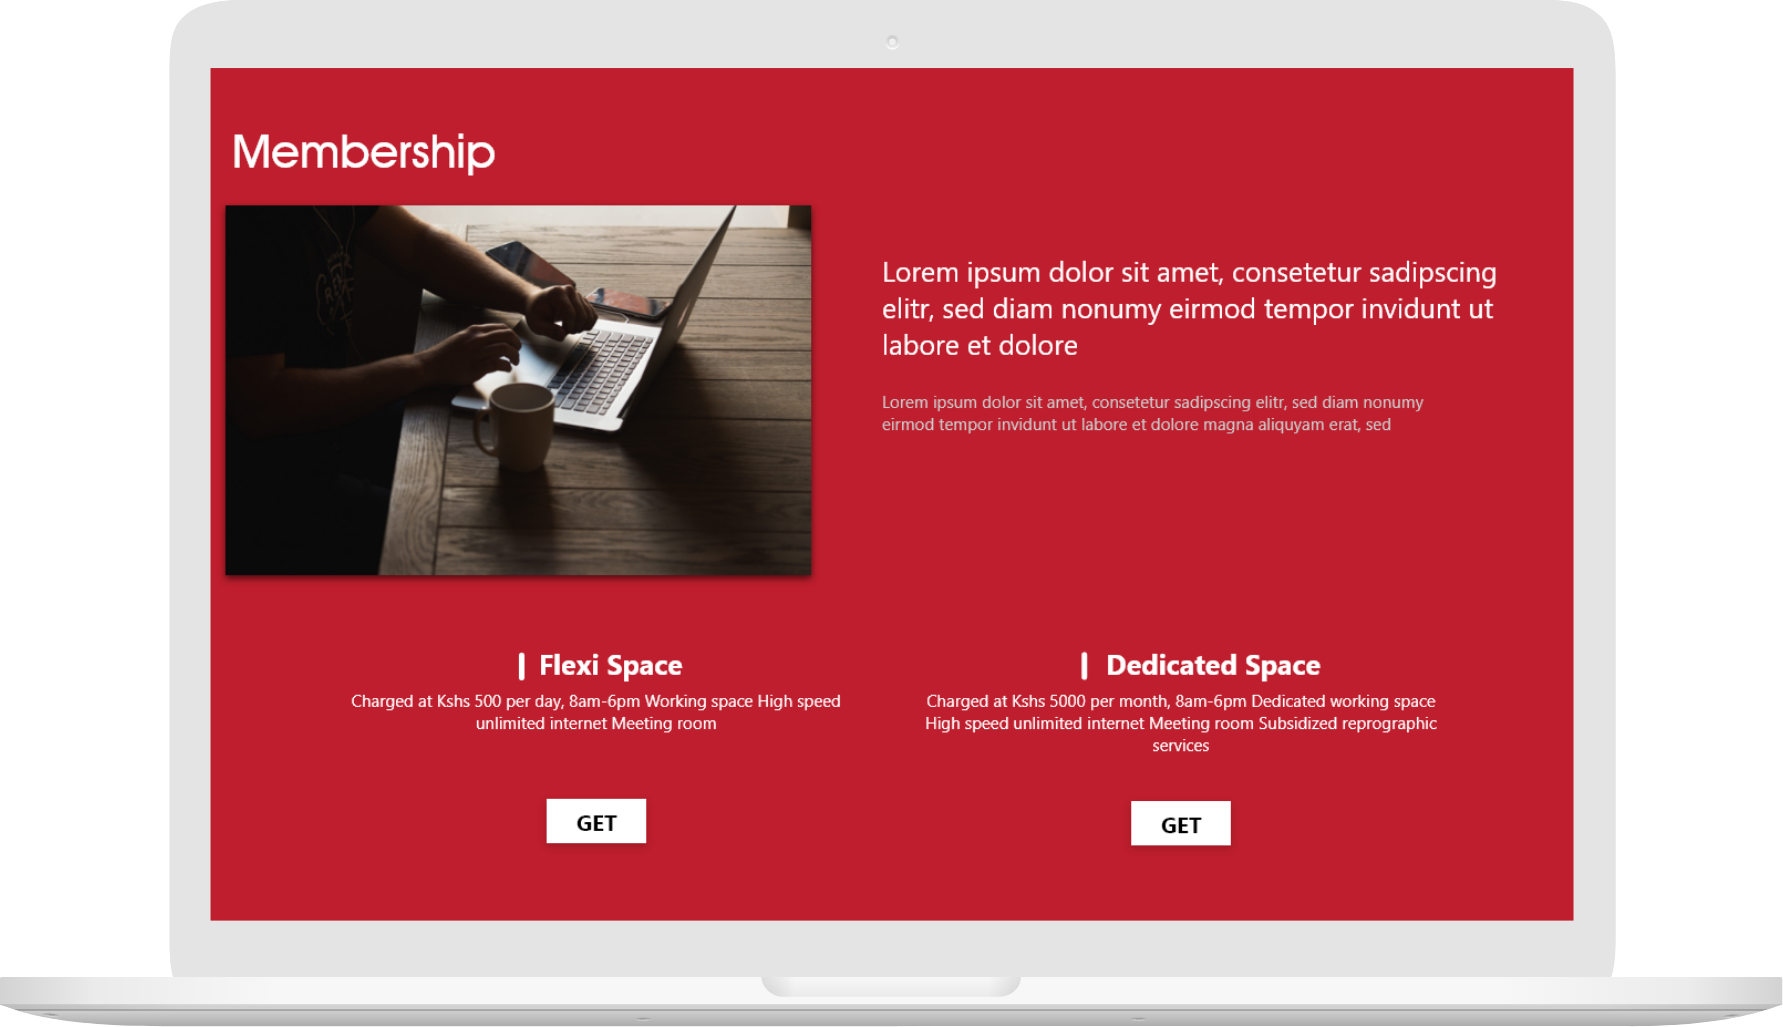 Membership
Lorem ipsum dolor sit amet, consetetur sadipscing
elitr, sed diam nonumy eirmod tempor invidunt ut
labore et dolore
Lorem ipsum dolor sit amet, consetetur sadipscing elitr, sed diam nonumy
eirmod tempor invidunt ut labore et dolore magna aliquyam erat, sed
Flexi Space
Charged at Kshs 500 per day, 8am-6pm Working space High speed
unlimited internet Meeting room
GET
Dedicated Space
Charged at Kshs 5000 per month, 8am-6pm Dedicated working space
High speed unlimited internet Meeting room Subsidized reprographic
services
GET